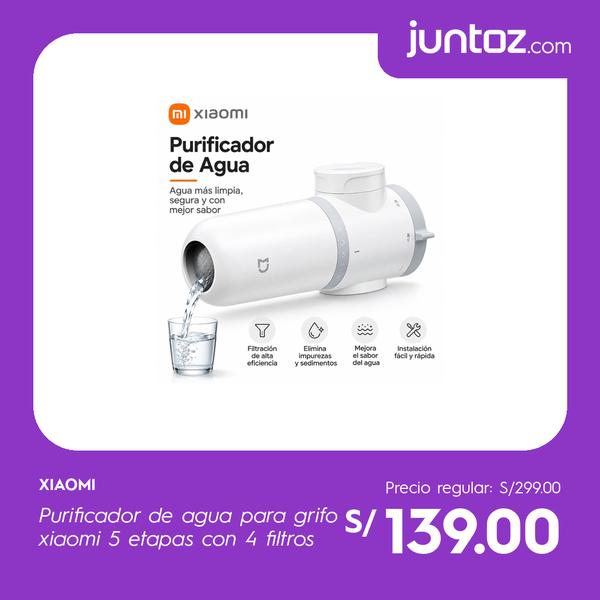 juntoz.com
mi xiaomi
Purificador
de Agua
Agua más limpia,
segura y con
mejor sabor
Filtración
de alta
eficiencia
Elimina
impurezas
y sedimentos
Mejora
el sabor
del agua
Instalación
fácil y rápida
XIAOMI
Purificador de agua para grifo
xiaomi 5 etapas con 4 filtros
Precio regular: S/299.00
S/ 139.00